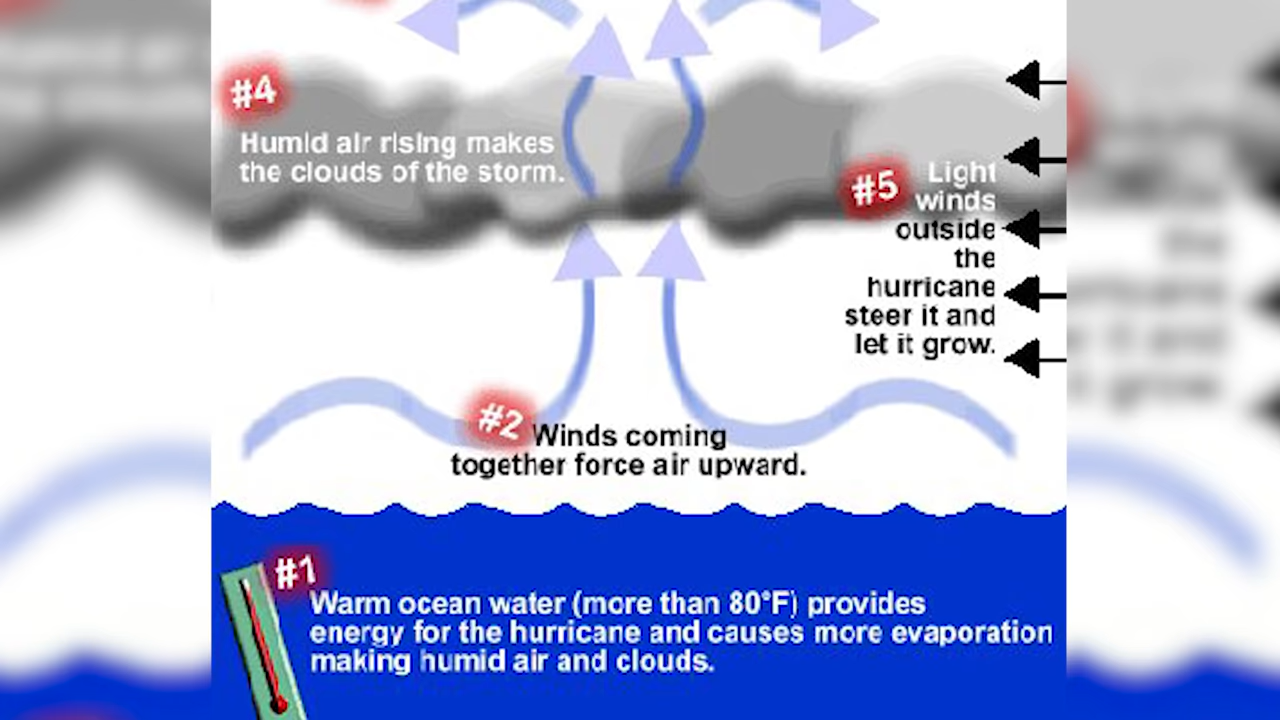 #4
Humid air rising makes
the clouds of the storm.
#5
Light
winds
outside
the
hurricane
steer it and
let it grow.
#2
Winds coming
together force air upward.
#1
Warm ocean water (more than 80°F) provides
energy for the hurricane and causes more evaporation
making humid air and clouds.